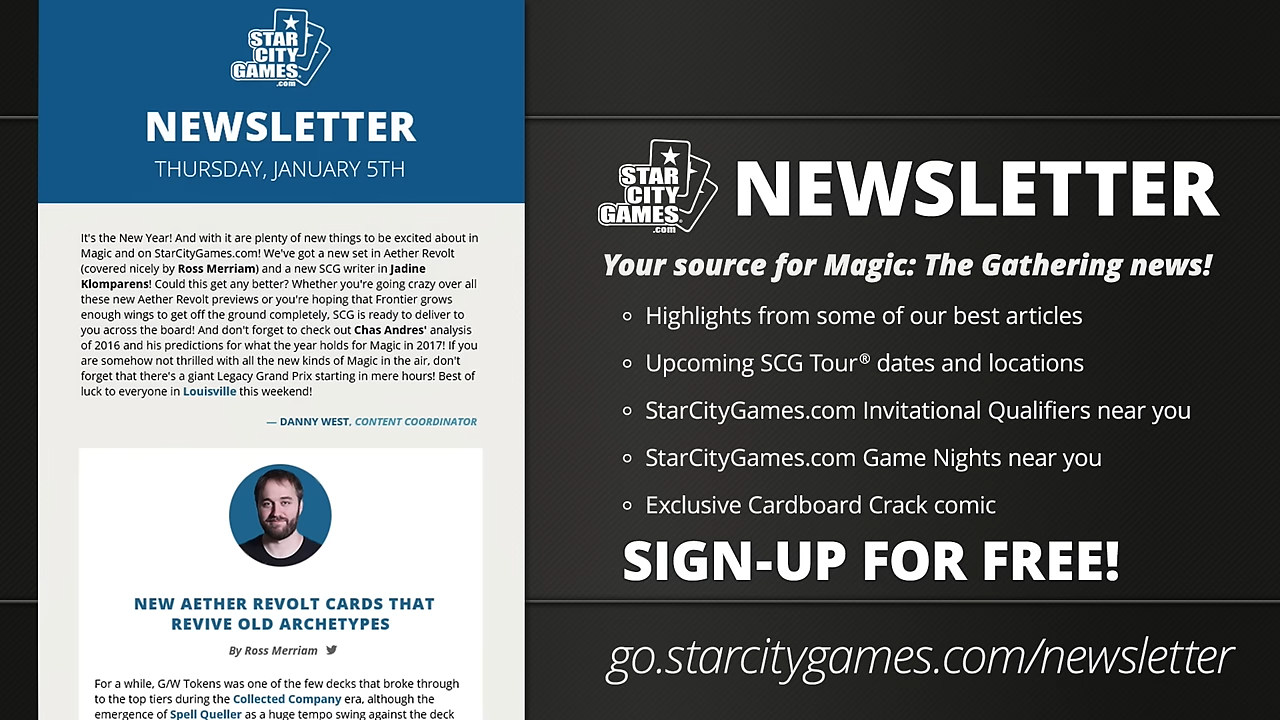 STAR
CITY
GAMES.
.com
NEWSLETTER
THURSDAY, JANUARY 5TH
It's the New Year! And with it are plenty of new things to be excited about in
Magic and on StarCityGames.com! We've got a new set in Aether Revolt
(covered nicely by Ross Merriam) and a new SCG writer in Jadine
Klomparens! Could this get any better? Whether you're going crazy over all
these new Aether Revolt previews or you're hoping that Frontier grows
enough wings to get off the ground completely, SCG is ready to deliver to
you across the board! And don't forget to check out Chas Andres' analysis
of 2016 and his predictions for what the year holds for Magic in 2017! If you
are somehow not thrilled with all the new kinds of Magic in the air, don't
forget that there's a giant Legacy Grand Prix starting in mere hours! Best of
luck to everyone in Louisville this weekend!
— DANNY WEST, CONTENT COORDINATOR
NEW AETHER REVOLT CARDS THAT
REVIVE OLD ARCHETYPES
By Ross Merriam
For a while, G/W Tokens was one of the few decks that broke through
to the top tiers during the Collected Company era, although the
emergence of Spell Queller as a huge tempo swing against the deck
STAR
CITY
GAMES.
.com
NEWSLETTER
Your source for Magic: The Gathering news!
Highlights from some of our best articles
Upcoming SCG Tour® dates and locations
StarCityGames.com Invitational Qualifiers near you
StarCityGames.com Game Nights near you
Exclusive Cardboard Crack comic
SIGN-UP FOR FREE!
go.starcitygames.com/newsletter